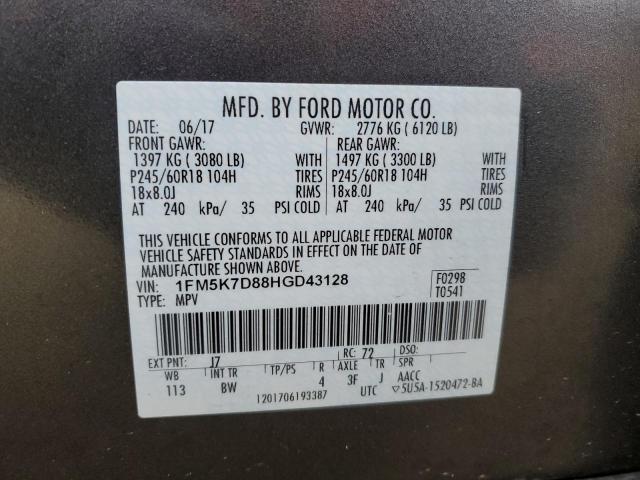 MFD. BY FORD MOTOR CO.
DATE: 06/17 GVWR: 2776 KG ( 6120 LB)
FRONT GAWR: REAR GAWR:
1397 KG ( 3080 LB) WITH 1497 KG ( 3300 LB) WITH
P245/60R18 104H TIRES P245/60R18 104H TIRES
18x8.0J RIMS 18x8.0J RIMS
AT 240 kPa/ 35 PSI COLD AT 240 kPa/ 35 PSI COLD
THIS VEHICLE CONFORMS TO ALL APPLICABLE FEDERAL MOTOR
VEHICLE SAFETY STANDARDS IN EFFECT ON THE DATE OF
MANUFACTURE SHOWN ABOVE.
VIN: 1FM5K7D88HGD43128 F0298
TYPE: MPV T0541
EXT PNT: J7 RC: 72 DSO:
WB INT TR TP/PS R AXLE TR SPR
113 BW 4 3F J AACC
1201706193387 UTC ▽5U5A-1520472-BA